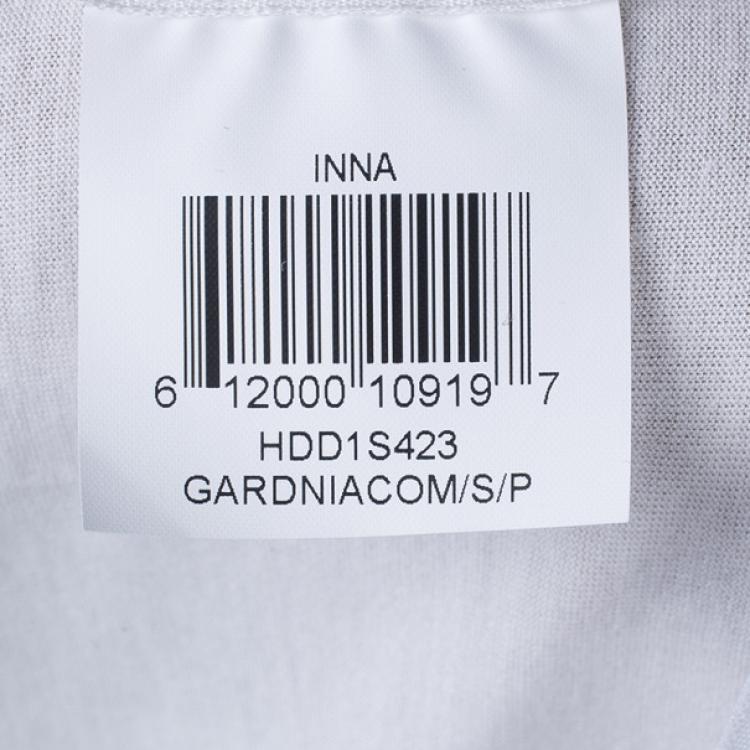 INNA
6 12000 10919 7
HDD1S423
GARDNIACOM/S/P